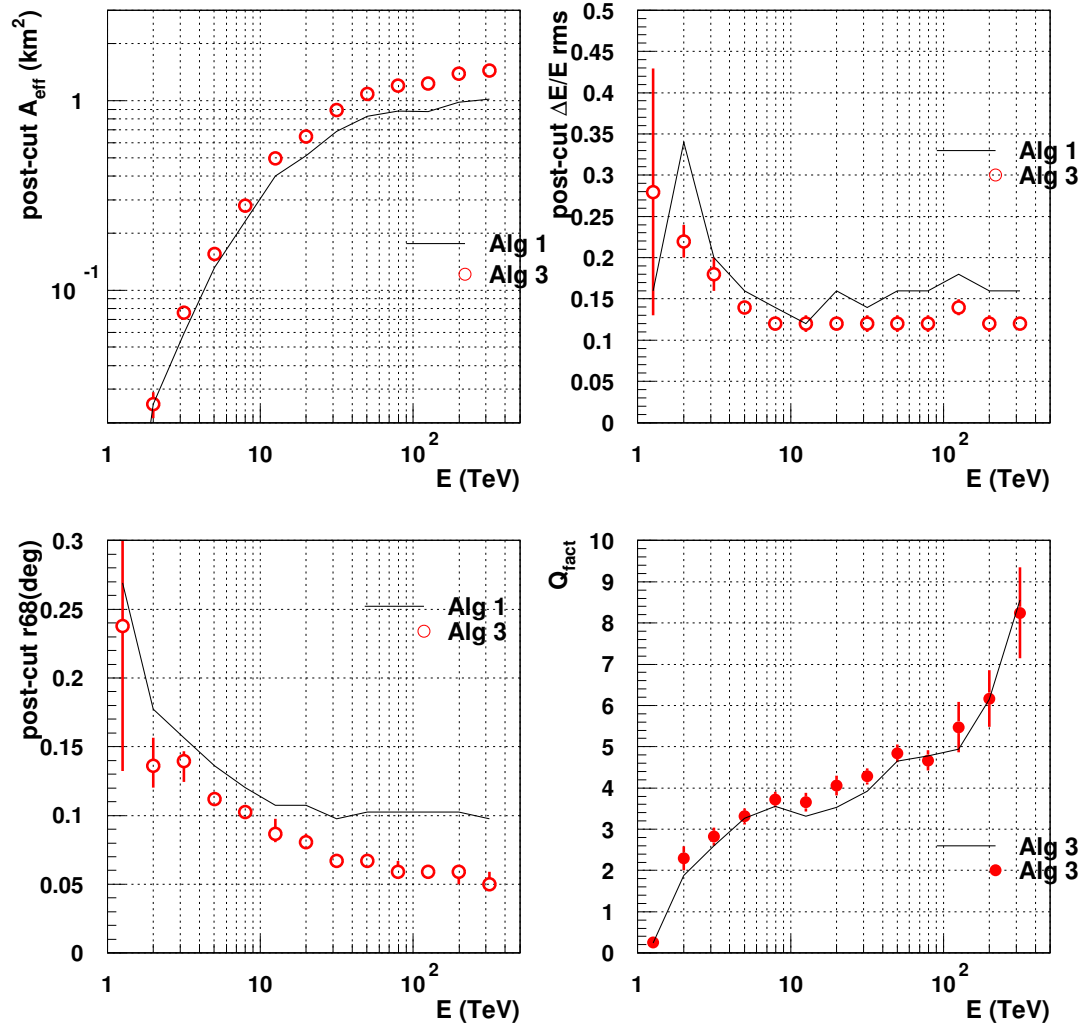 post-cut A_eff (km²)
1
10⁻¹
Alg 1
Alg 3
1
10
10²
E (TeV)
post-cut ΔE/E rms
0.5
0.45
0.4
0.35
0.3
0.25
0.2
0.15
0.1
0.05
0
Alg 1
Alg 3
1
10
10²
E (TeV)
post-cut r68(deg)
0.3
0.25
0.2
0.15
0.1
0.05
0
Alg 1
Alg 3
1
10
10²
E (TeV)
Q_fact
10
9
8
7
6
5
4
3
2
1
0
Alg 3
Alg 3
1
10
10²
E (TeV)